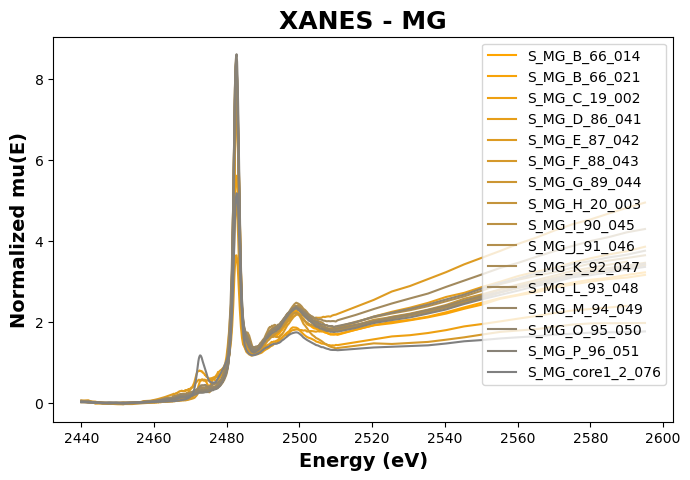 XANES - MG
Normalized mu(E)
8
6
4
2
0
S_MG_B_66_014
S_MG_B_66_021
S_MG_C_19_002
S_MG_D_86_041
S_MG_E_87_042
S_MG_F_88_043
S_MG_G_89_044
S_MG_H_20_003
S_MG_I_90_045
S_MG_J_91_046
S_MG_K_92_047
S_MG_L_93_048
S_MG_M_94_049
S_MG_O_95_050
S_MG_P_96_051
S_MG_core1_2_076
2440 2460 2480 2500 2520 2540 2560 2580 2600
Energy (eV)